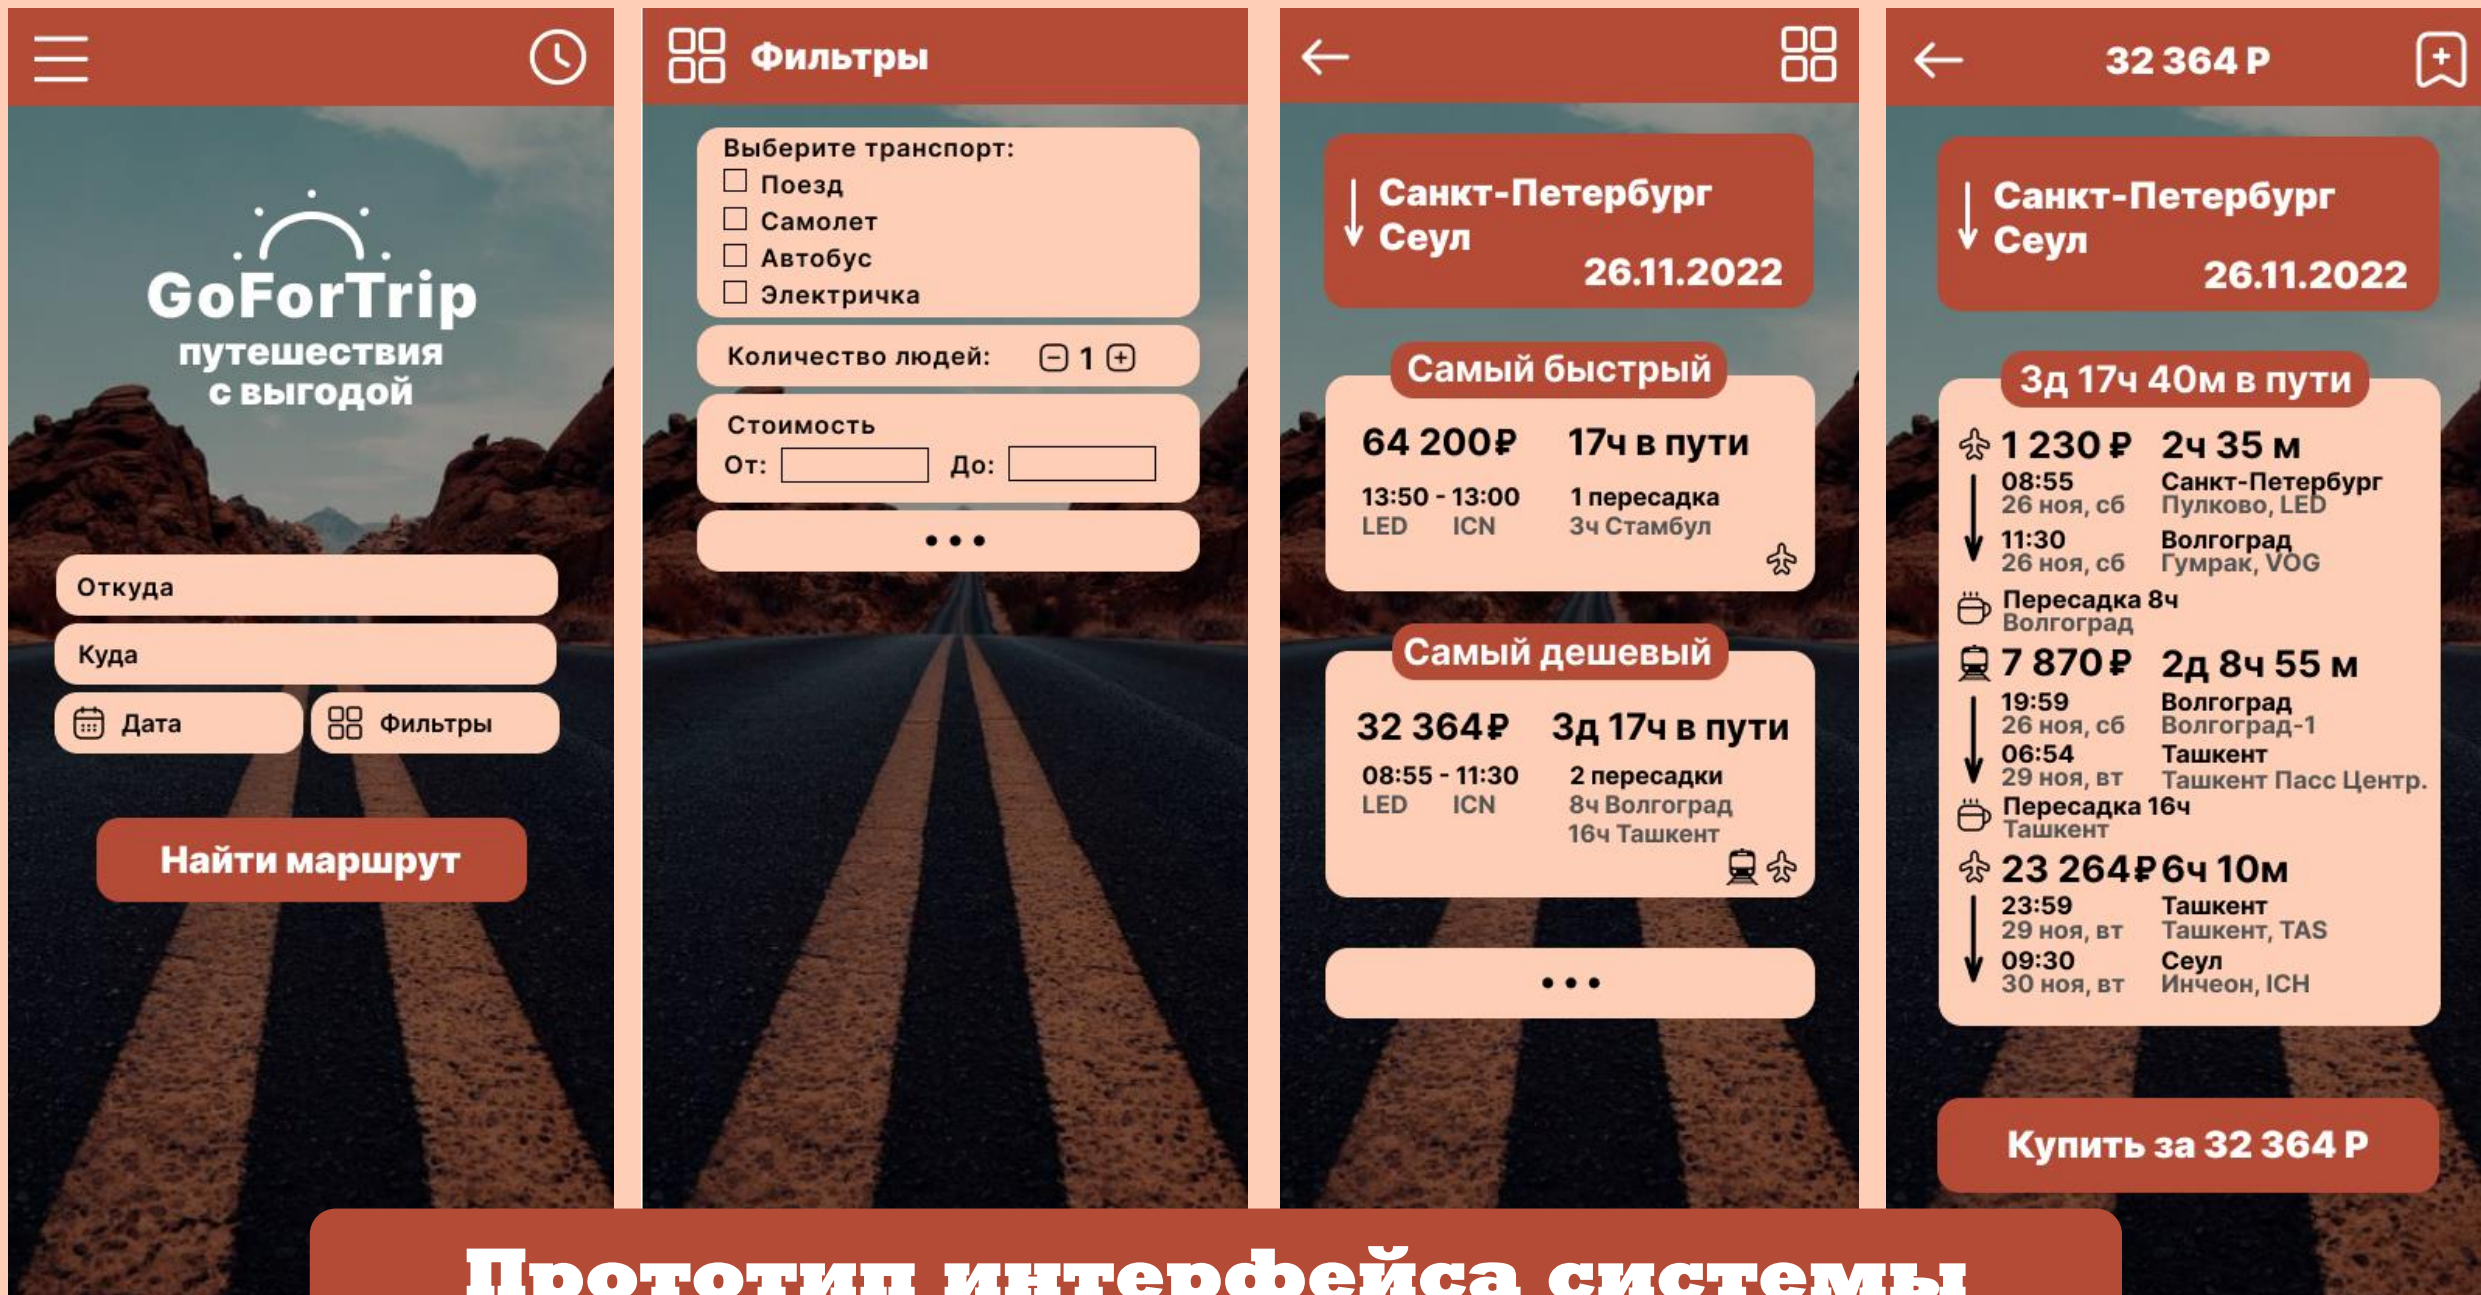 GoForTrip
путешествия
с выгодой
Откуда
Куда
Дата
Фильтры
Найти маршрут
Фильтры
Выберите транспорт:
Поезд
Самолет
Автобус
Электричка
Количество людей: 1
Стоимость
От: До:
•••
Санкт-Петербург
Сеул
26.11.2022
Самый быстрый
64 200₽ 17ч в пути
13:50 - 13:00 1 пересадка
LED ICN 3ч Стамбул
Самый дешевый
32 364₽ 3д 17ч в пути
08:55 - 11:30 2 пересадки
LED ICN 8ч Волгоград
16ч Ташкент
•••
32 364 Р
Санкт-Петербург
Сеул
26.11.2022
3д 17ч 40м в пути
1 230 ₽ 2ч 35 м
08:55 Санкт-Петербург
26 ноя, сб Пулково, LED
11:30 Волгоград
26 ноя, сб Гумрак, VOG
Пересадка 8ч
Волгоград
7 870 ₽ 2д 8ч 55 м
19:59 Волгоград
26 ноя, сб Волгоград-1
06:54 Ташкент
29 ноя, вт Ташкент Пасс Центр.
Пересадка 16ч
Ташкент
23 264₽ 6ч 10м
23:59 Ташкент
29 ноя, вт Ташкент, TAS
09:30 Сеул
30 ноя, вт Инчеон, ICH
Купить за 32 364 Р
Прототип интерфейса системы